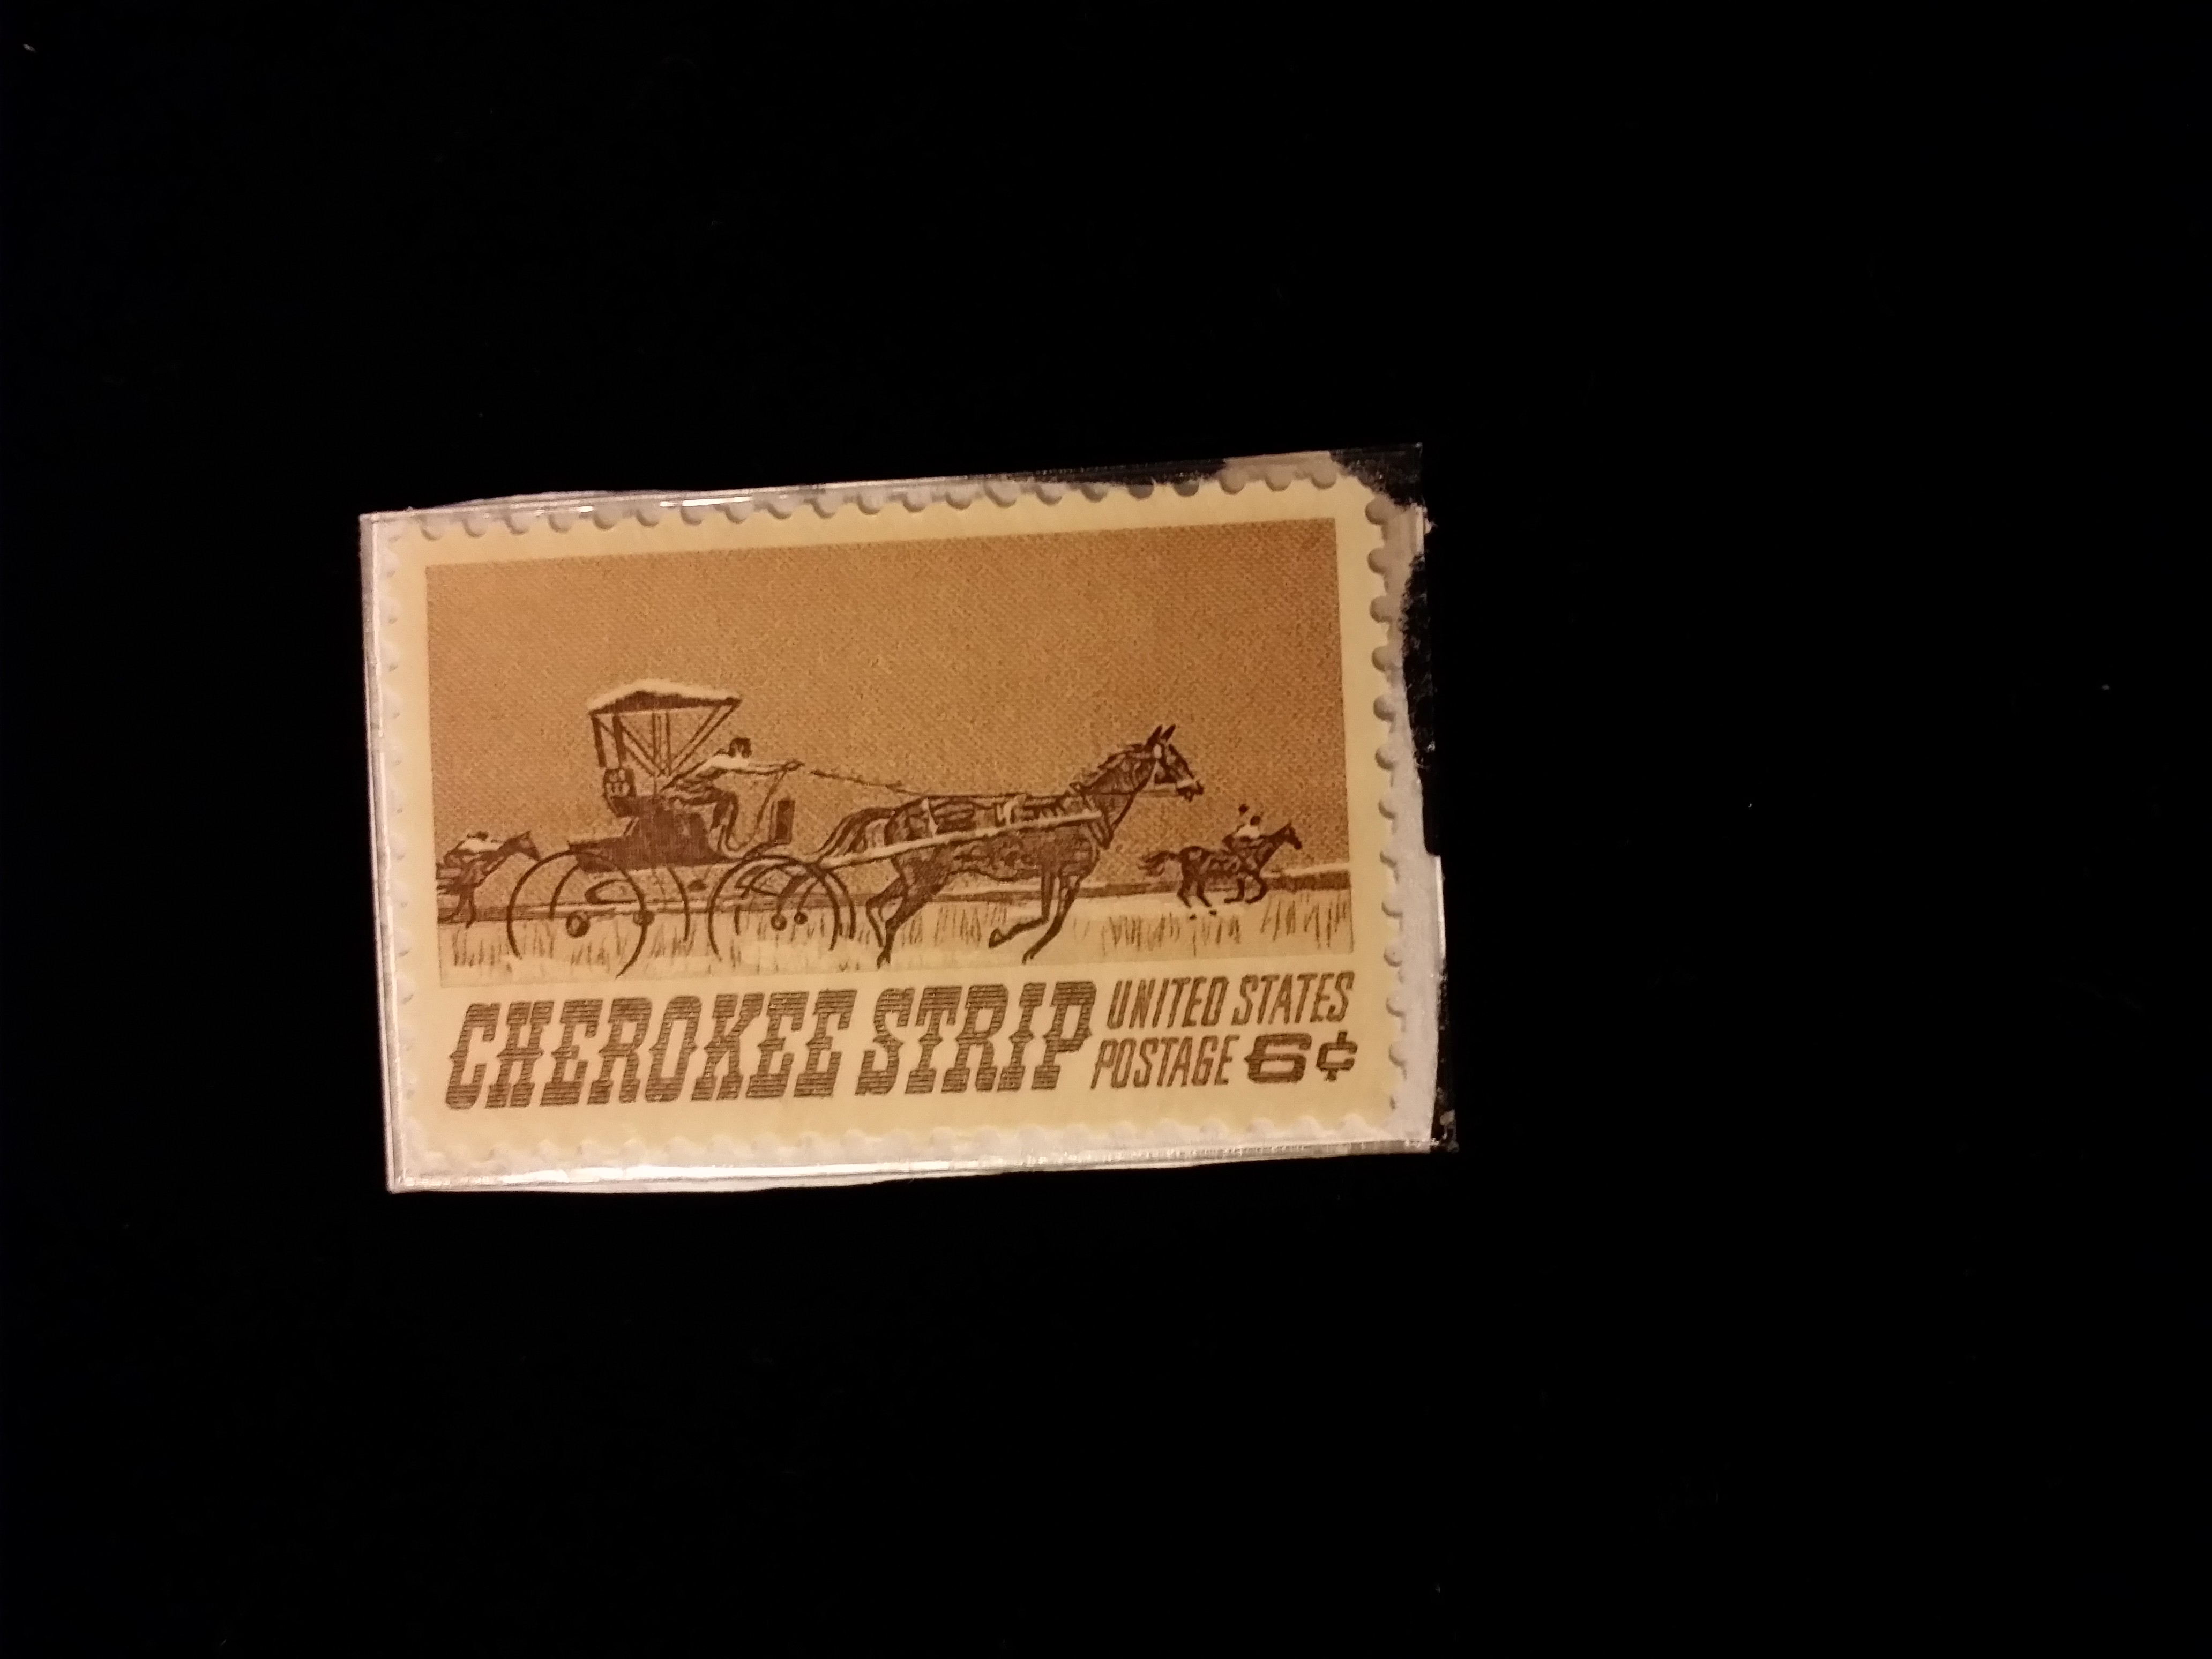 CHEROKEE STRIP
UNITED STATES
POSTAGE 6¢